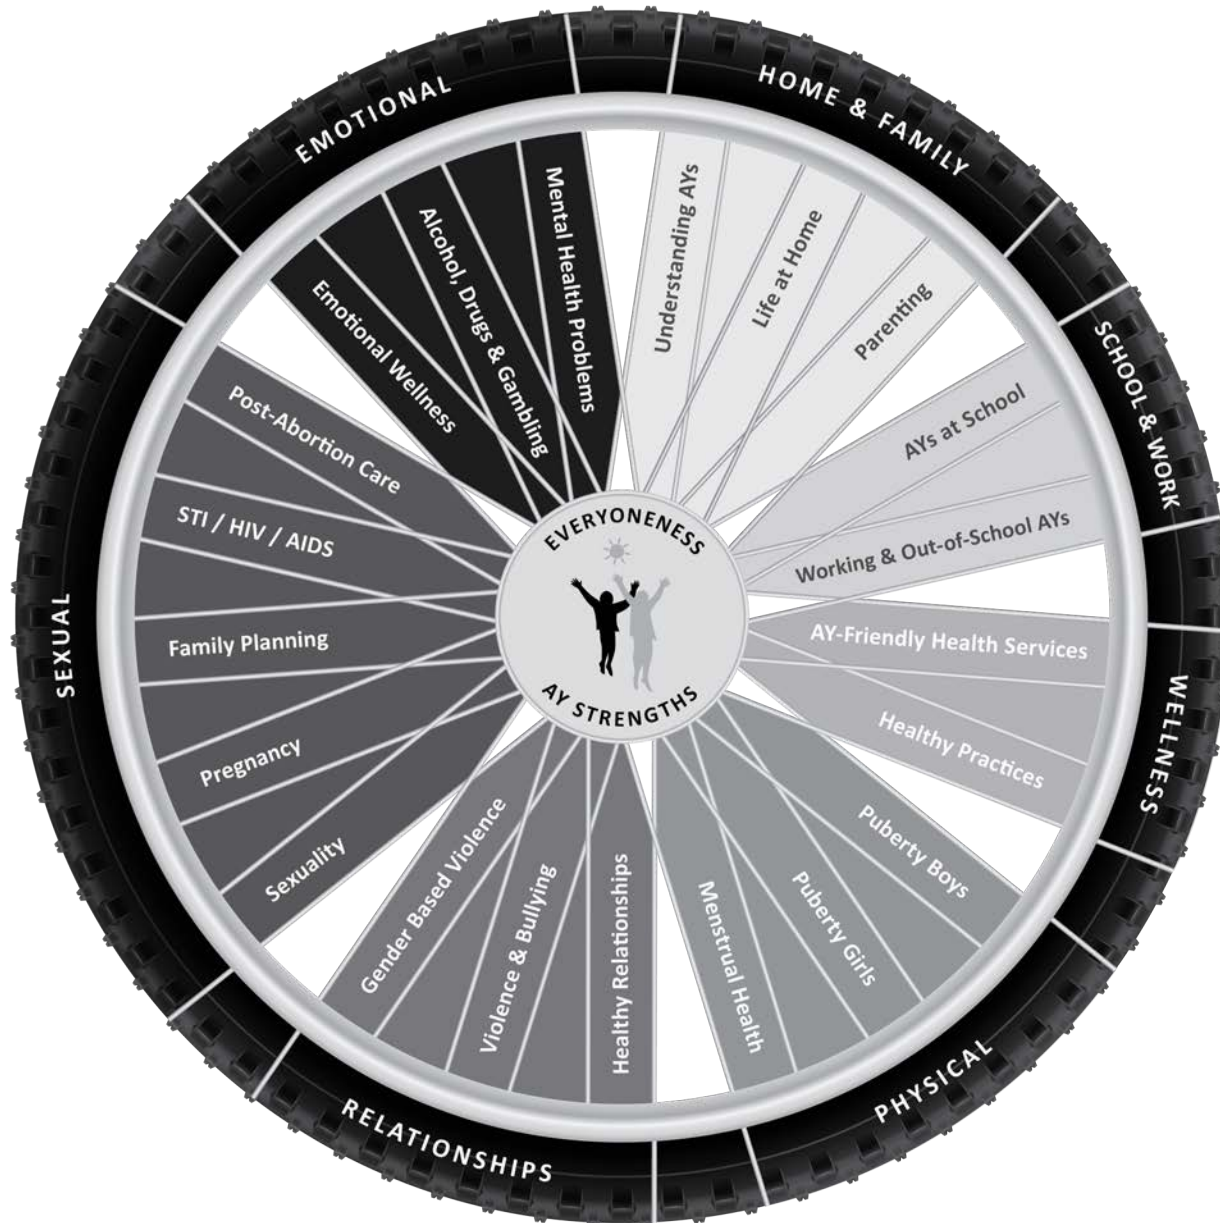 HOME & FAMILY
Understanding AYs
Life at Home
Parenting
SCHOOL & WORK
AYs at School
Working & Out-of-School AYs
WELLNESS
AY-Friendly Health Services
Healthy Practices
PHYSICAL
Puberty Boys
Puberty Girls
Menstrual Health
RELATIONSHIPS
Healthy Relationships
Violence & Bullying
Gender Based Violence
SEXUAL
Sexuality
Pregnancy
Family Planning
STI / HIV / AIDS
Post-Abortion Care
EMOTIONAL
Emotional Wellness
Alcohol, Drugs & Gambling
Mental Health Problems
EVERYONENESS
AY STRENGTHS